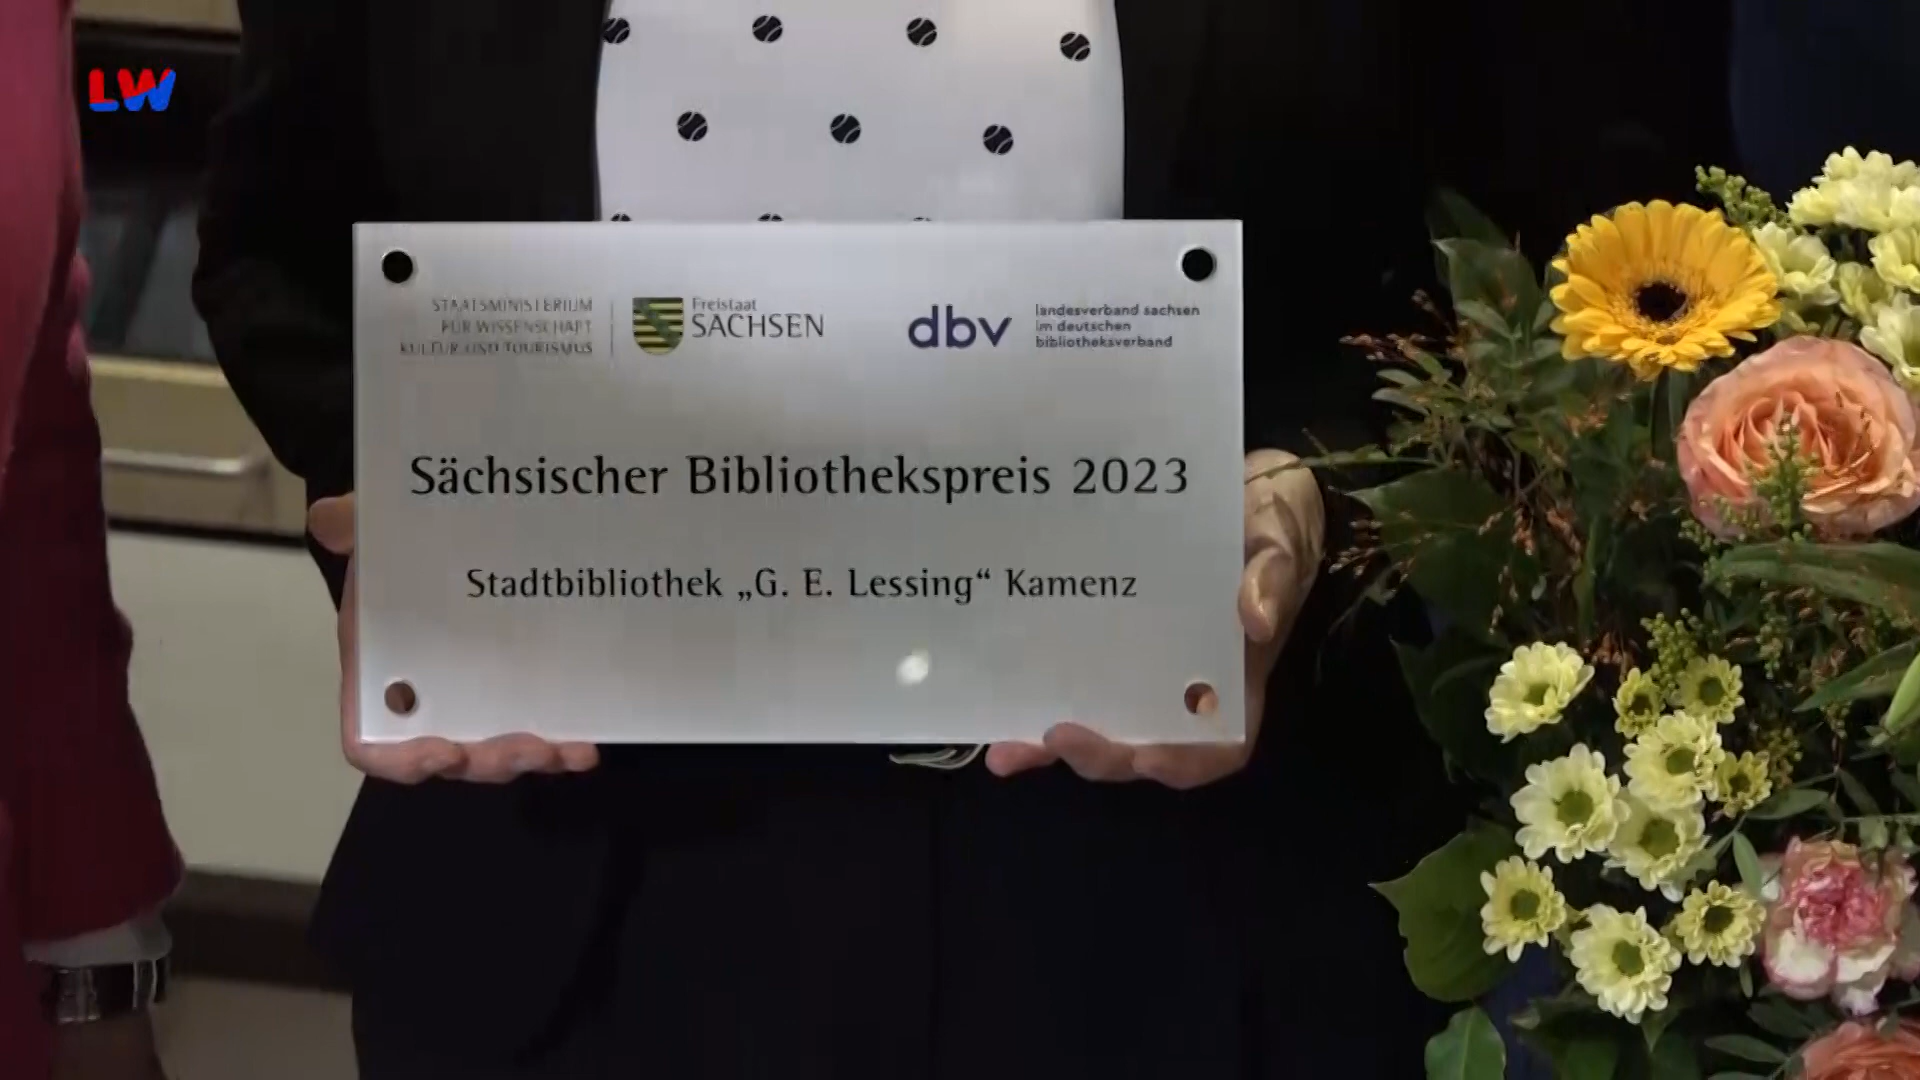 LW
STAATSMINISTERIUM
FÜR WISSENSCHAFT
KULTUR UND TOURISMUS
Freistaat
SACHSEN
dbv
landesverband sachsen
im deutschen
bibliotheksverband
Sächsischer Bibliothekspreis 2023
Stadtbibliothek „G. E. Lessing“ Kamenz